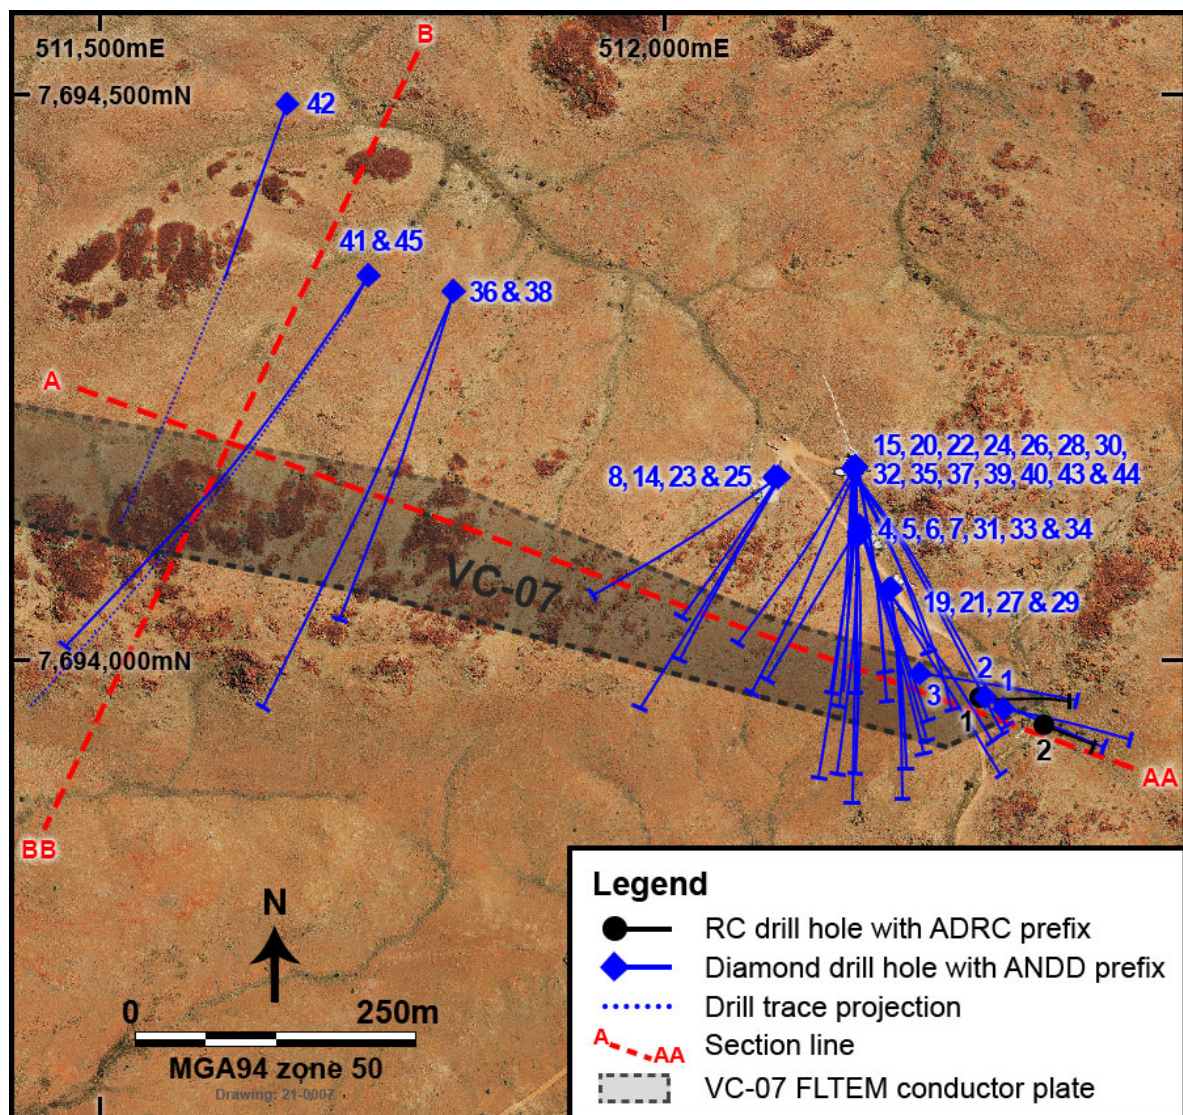 511,500mE
B
512,000mE
7,694,500mN
42
41 & 45
36 & 38
A
15, 20, 22, 24, 26, 28, 30,
32, 35, 37, 39, 40, 43 & 44
8, 14, 23 & 25
4, 5, 6, 7, 31, 33 & 34
VC-07
19, 21, 27 & 29
7,694,000mN
2
1
3
1
2
AA
BB
N
0
250m
MGA94 zone 50
Drawing: 21-0007
Legend
RC drill hole with ADRC prefix
Diamond drill hole with ANDD prefix
Drill trace projection
A
AA
Section line
VC-07 FLTEM conductor plate